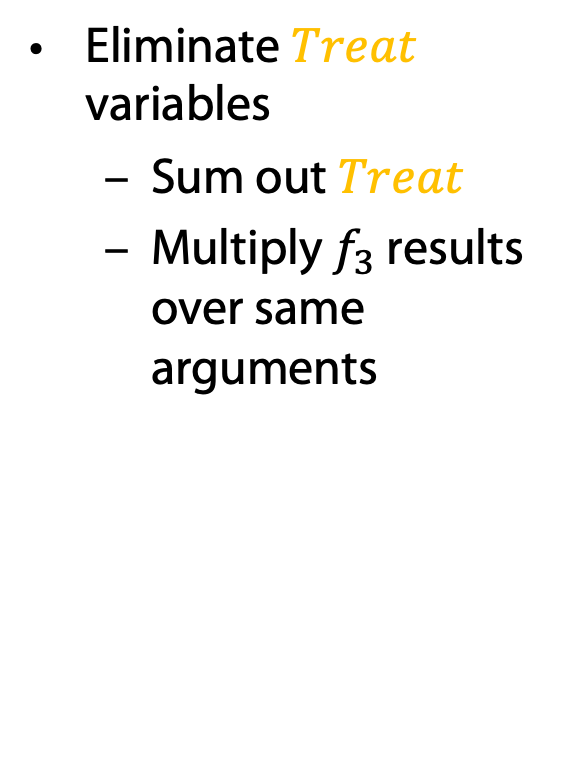 • Eliminate 𝑇𝑟𝑒𝑎𝑡
variables
– Sum out 𝑇𝑟𝑒𝑎𝑡
– Multiply 𝑓₃ results
over same
arguments